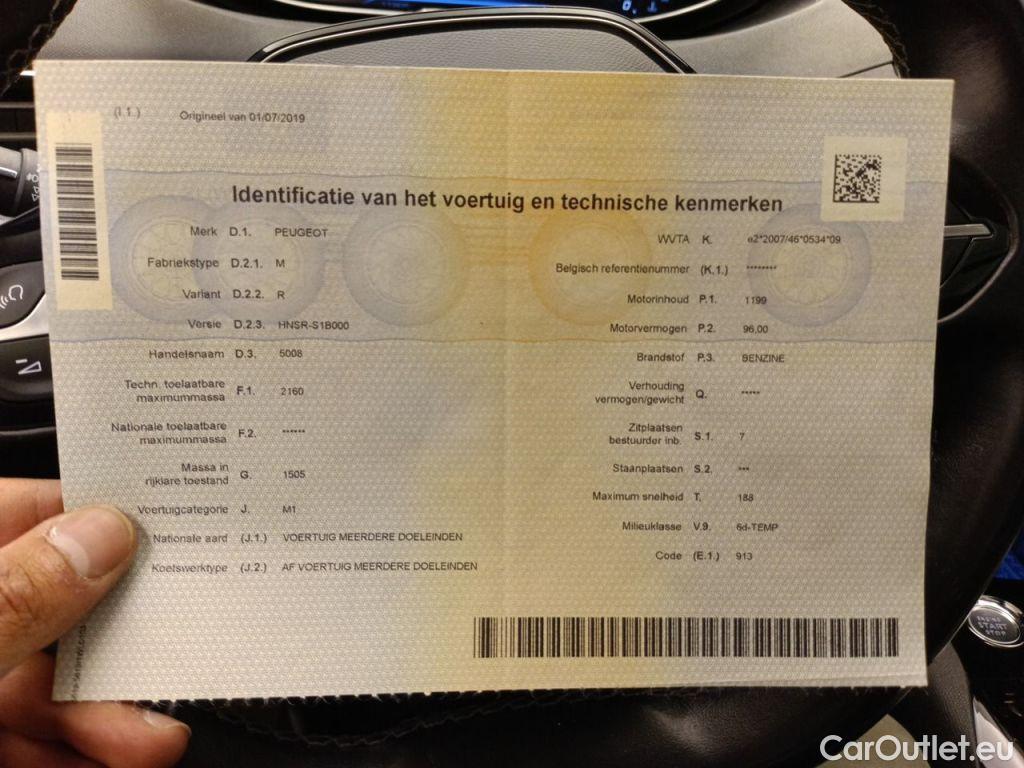 (I.1.) Origineel van 01/07/2019
Identificatie van het voertuig en technische kenmerken
Merk D.1. PEUGEOT
Fabriekstype D.2.1. M
Variant D.2.2. R
Versie D.2.3. HNSR-S1B000
Handelsnaam D.3. 5008
Techn. toelaatbare
maximummassa F.1. 2160
Nationale toelaatbare
maximummassa F.2. ******
Massa in
rijklare toestand G. 1505
Voertuigcategorie J. M1
Nationale aard (J.1.) VOERTUIG MEERDERE DOELEINDEN
Koetswerktype (J.2.) AF VOERTUIG MEERDERE DOELEINDEN
WVTA K. e2*2007/46*0534*09
Belgisch referentienummer (K.1.) ********
Motorinhoud P.1. 1199
Motorvermogen P.2. 96,00
Brandstof P.3. BENZINE
Verhouding
vermogen/gewicht Q. *****
Zitplaatsen
bestuurder inb. S.1. 7
Staanplaatsen S.2. ***
Maximum snelheid T. 188
Milieuklasse V.9. 6d-TEMP
Code (E.1.) 913
ENGINE
START
STOP
CarOutlet.eu